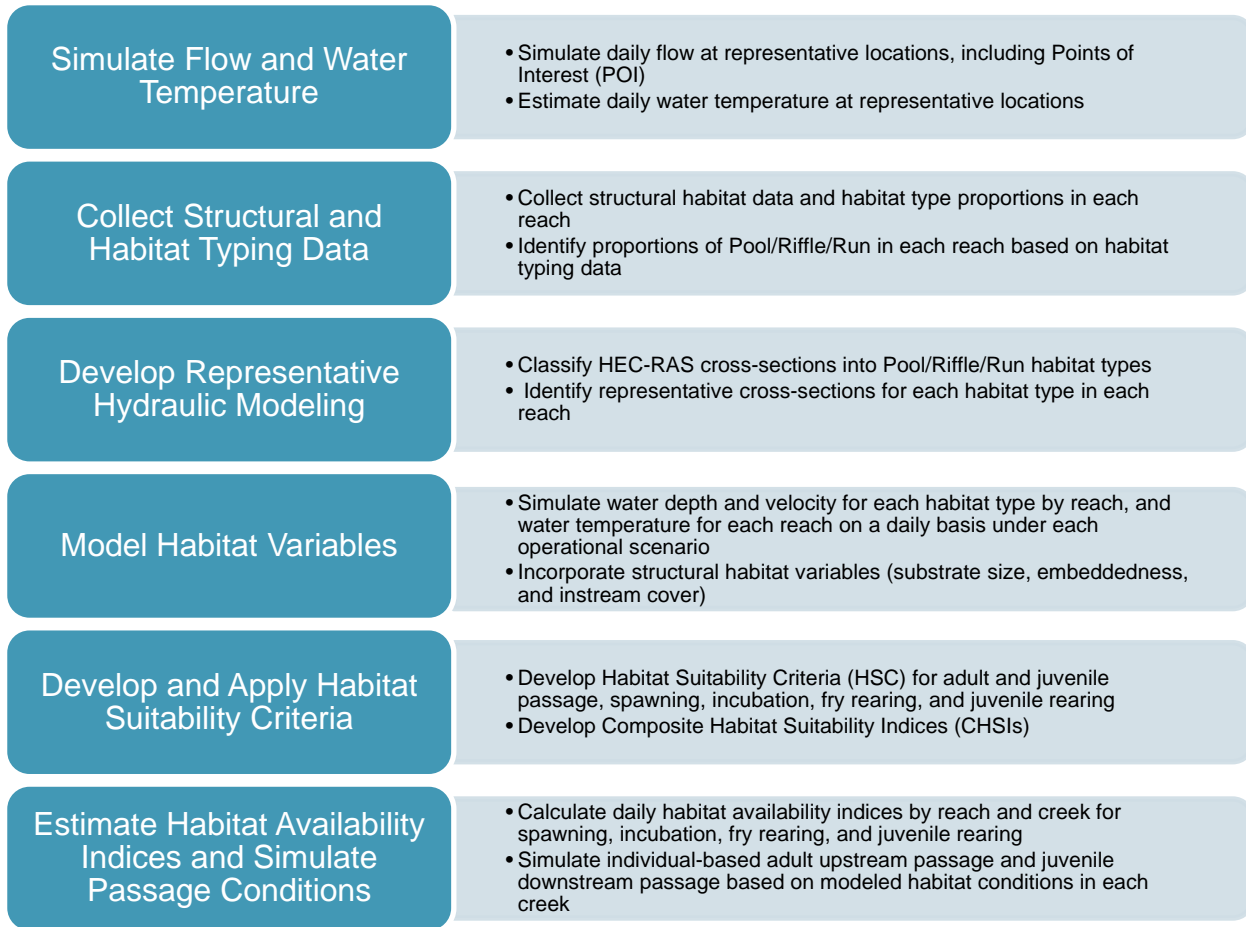 Simulate Flow and Water
Temperature
• Simulate daily flow at representative locations, including Points of
Interest (POI)
• Estimate daily water temperature at representative locations
Collect Structural and
Habitat Typing Data
• Collect structural habitat data and habitat type proportions in each
reach
• Identify proportions of Pool/Riffle/Run in each reach based on habitat
typing data
Develop Representative
Hydraulic Modeling
• Classify HEC-RAS cross-sections into Pool/Riffle/Run habitat types
• Identify representative cross-sections for each habitat type in each
reach
Model Habitat Variables
• Simulate water depth and velocity for each habitat type by reach, and
water temperature for each reach on a daily basis under each
operational scenario
• Incorporate structural habitat variables (substrate size, embeddedness,
and instream cover)
Develop and Apply Habitat
Suitability Criteria
• Develop Habitat Suitability Criteria (HSC) for adult and juvenile
passage, spawning, incubation, fry rearing, and juvenile rearing
• Develop Composite Habitat Suitability Indices (CHSIs)
Estimate Habitat Availability
Indices and Simulate
Passage Conditions
• Calculate daily habitat availability indices by reach and creek for
spawning, incubation, fry rearing, and juvenile rearing
• Simulate individual-based adult upstream passage and juvenile
downstream passage based on modeled habitat conditions in each
creek